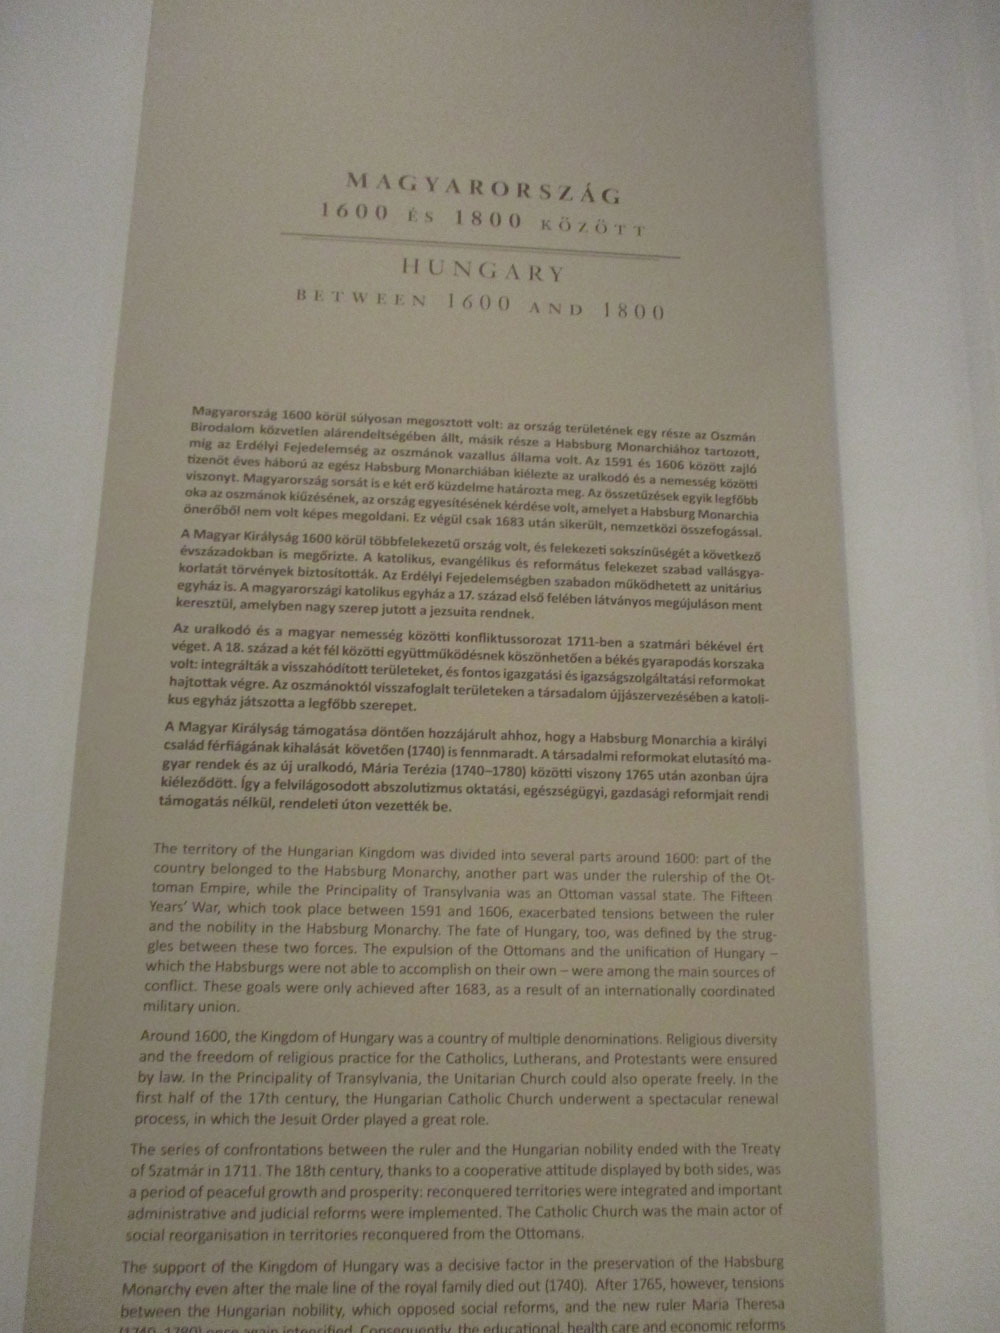 MAGYARORSZÁG
1600 ÉS 1800 KÖZÖTT
HUNGARY
BETWEEN 1600 AND 1800
Magyarország 1600 körül súlyosan megosztott volt: az ország területének egy része az Oszmán
Birodalom közvetlen alárendeltségében állt, másik része a Habsburg Monarchiához tartozott,
míg az Erdélyi Fejedelemség az oszmánok vazallus állama volt. Az 1591 és 1606 között zajló
tizenöt éves háború az egész Habsburg Monarchiában kiélezte az uralkodó és a nemesség közötti
viszonyt. Magyarország sorsát is e két erő küzdelme határozta meg. Az összetűzések egyik legfőbb
oka az oszmánok kiűzésének, az ország egyesítésének kérdése volt, amelyet a Habsburg Monarchia
önerőből nem volt képes megoldani. Ez végül csak 1683 után sikerült, nemzetközi összefogással.
A Magyar Királyság 1600 körül többfelekezetű ország volt, és felekezeti sokszínűségét a következő
évszázadokban is megőrizte. A katolikus, evangélikus és református felekezet szabad vallásgya-
korlatát törvények biztosították. Az Erdélyi Fejedelemségben szabadon működhetett az unitárius
egyház is. A magyarországi katolikus egyház a 17. század első felében látványos megújuláson ment
keresztül, amelyben nagy szerep jutott a jezsuita rendnek.
Az uralkodó és a magyar nemesség közötti konfliktussorozat 1711-ben a szatmári békével ért
véget. A 18. század a két fél közötti együttműködésnek köszönhetően a békés gyarapodás korszaka
volt: integrálták a visszahódított területeket, és fontos igazgatási és igazságszolgáltatási reformokat
hajtottak végre. Az oszmánoktól visszafoglalt területeken a társadalom újjászervezésében a katoli-
kus egyház játszotta a legfőbb szerepet.
A Magyar Királyság támogatása döntően hozzájárult ahhoz, hogy a Habsburg Monarchia a királyi
család férfiágának kihalását követően (1740) is fennmaradt. A társadalmi reformokat elutasító ma-
gyar rendek és az új uralkodó, Mária Terézia (1740–1780) közötti viszony 1765 után azonban újra
kiéleződött. Így a felvilágosodott abszolutizmus oktatási, egészségügyi, gazdasági reformjait rendi
támogatás nélkül, rendeleti úton vezették be.
The territory of the Hungarian Kingdom was divided into several parts around 1600: part of the
country belonged to the Habsburg Monarchy, another part was under the rulership of the Ot-
toman Empire, while the Principality of Transylvania was an Ottoman vassal state. The Fifteen
Years' War, which took place between 1591 and 1606, exacerbated tensions between the ruler
and the nobility in the Habsburg Monarchy. The fate of Hungary, too, was defined by the strug-
gles between these two forces. The expulsion of the Ottomans and the unification of Hungary –
which the Habsburgs were not able to accomplish on their own – were among the main sources of
conflict. These goals were only achieved after 1683, as a result of an internationally coordinated
military union.
Around 1600, the Kingdom of Hungary was a country of multiple denominations. Religious diversity
and the freedom of religious practice for the Catholics, Lutherans, and Protestants were ensured
by law. In the Principality of Transylvania, the Unitarian Church could also operate freely. In the
first half of the 17th century, the Hungarian Catholic Church underwent a spectacular renewal
process, in which the Jesuit Order played a great role.
The series of confrontations between the ruler and the Hungarian nobility ended with the Treaty
of Szatmár in 1711. The 18th century, thanks to a cooperative attitude displayed by both sides, was
a period of peaceful growth and prosperity: reconquered territories were integrated and important
administrative and judicial reforms were implemented. The Catholic Church was the main actor of
social reorganisation in territories reconquered from the Ottomans.
The support of the Kingdom of Hungary was a decisive factor in the preservation of the Habsburg
Monarchy even after the male line of the royal family died out (1740). After 1765, however, tensions
between the Hungarian nobility, which opposed social reforms, and the new ruler Maria Theresa
(1740–1780) once again intensified. Consequently, the educational, health care and economic reforms